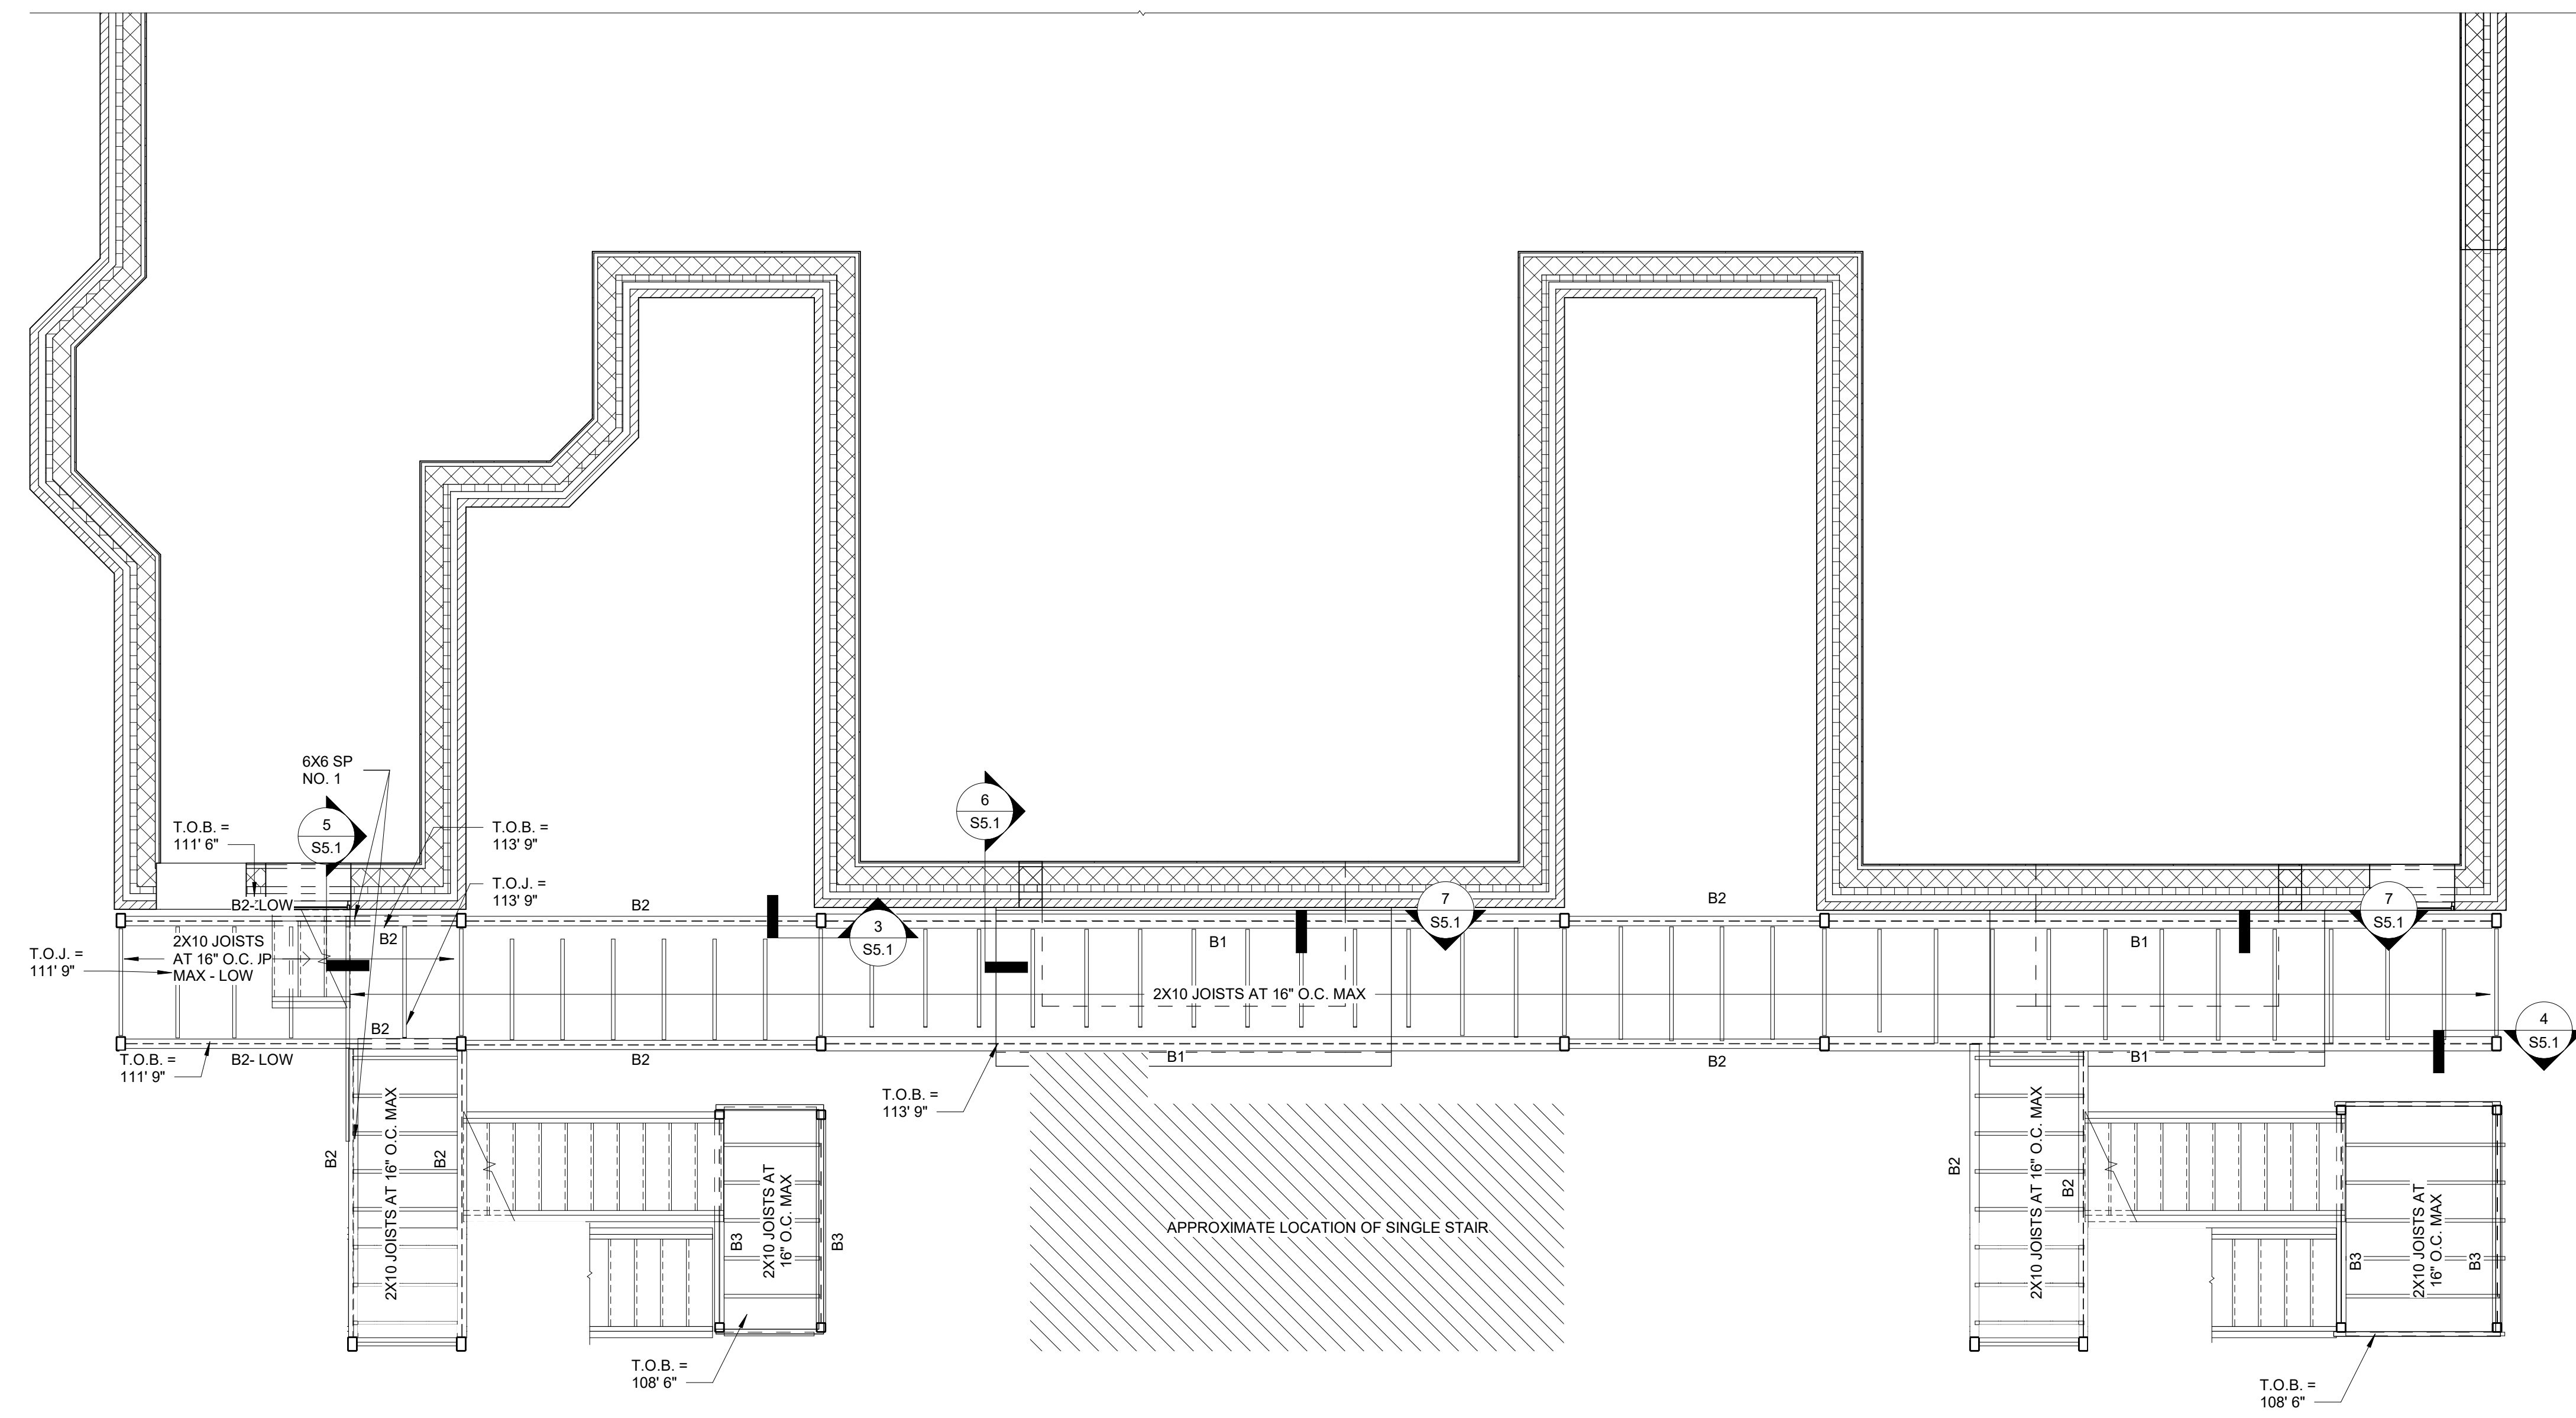 6X6 SP
NO. 1
T.O.B. =
111' 6"
5
S5.1
T.O.B. =
113' 9"
6
S5.1
T.O.J. =
113' 9"
B2- LOW
B2
B2
3
S5.1
7
S5.1
B2
7
S5.1
T.O.J. =
111' 9"
2X10 JOISTS
AT 16" O.C. JP
MAX - LOW
B2
B1
B1
2X10 JOISTS AT 16" O.C. MAX
4
S5.1
T.O.B. =
111' 9"
B2- LOW
B2
B1
B2
B1
T.O.B. =
113' 9"
B2
2X10 JOISTS AT 16" O.C. MAX
B2
B3
2X10 JOISTS AT
16" O.C. MAX
B3
APPROXIMATE LOCATION OF SINGLE STAIR
B2
2X10 JOISTS AT 16" O.C. MAX
B2
B3
2X10 JOISTS AT
16" O.C. MAX
B3
T.O.B. =
108' 6"
T.O.B. =
108' 6"